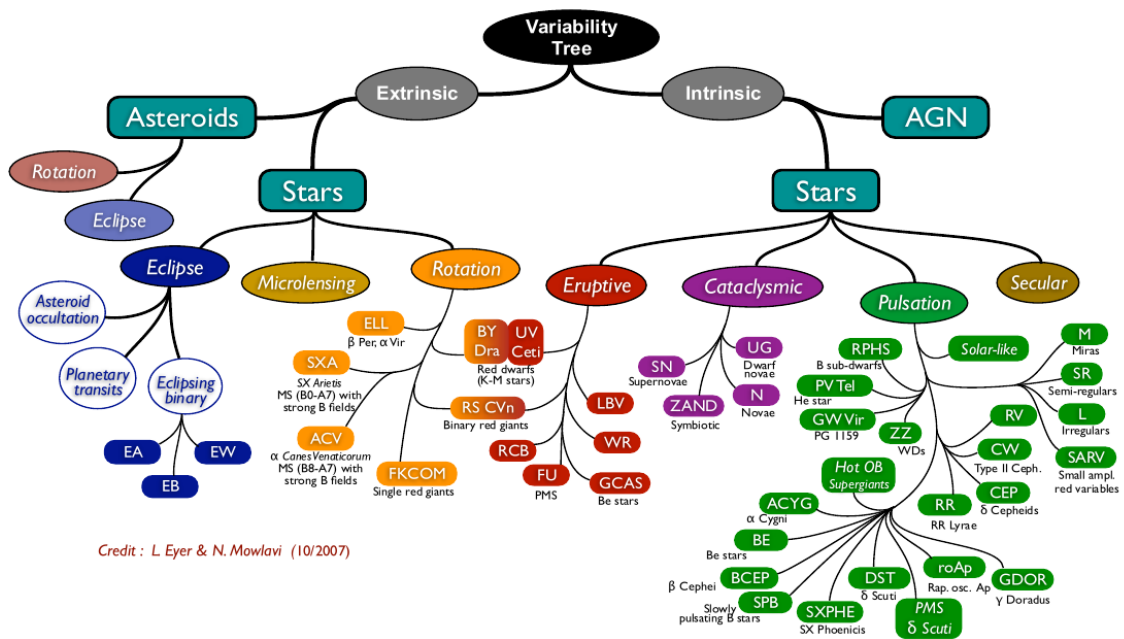 Variability
Tree
Extrinsic
Intrinsic
Asteroids
AGN
Rotation
Eclipse
Stars
Stars
Eclipse
Microlensing
Rotation
Eruptive
Cataclysmic
Pulsation
Secular
Asteroid
occultation
Planetary
transits
Eclipsing
binary
EA
EB
EW
ELL
β Per, α Vir
SXA
SX Arietis
MS (B0-A7) with
strong B fields
ACV
α Canes Venaticorum
MS (B8-A7) with
strong B fields
FKCOM
Single red giants
BY
Dra
UV
Ceti
Red dwarfs
(K-M stars)
RS CVn
Binary red giants
LBV
WR
RCB
FU
PMS
GCAS
Be stars
SN
Supernovae
UG
Dwarf
novae
ZAND
Symbiotic
N
Novae
RPHS
B sub-dwarfs
Solar-like
PV Tel
He star
GW Vir
PG 1159
ZZ
WDs
M
Miras
SR
Semi-regulars
L
Irregulars
SARV
Small ampl.
red variables
RV
CW
Type II Ceph.
CEP
δ Cepheids
RR
RR Lyrae
Hot OB
Supergiants
ACYG
α Cygni
BE
Be stars
BCEP
β Cephei
SPB
Slowly
pulsating B stars
SXPHE
SX Phoenicis
DST
δ Scuti
PMS
δ Scuti
roAp
Rap. osc. Ap
GDOR
γ Doradus
Credit : L. Eyer & N. Mowlavi (10/2007)